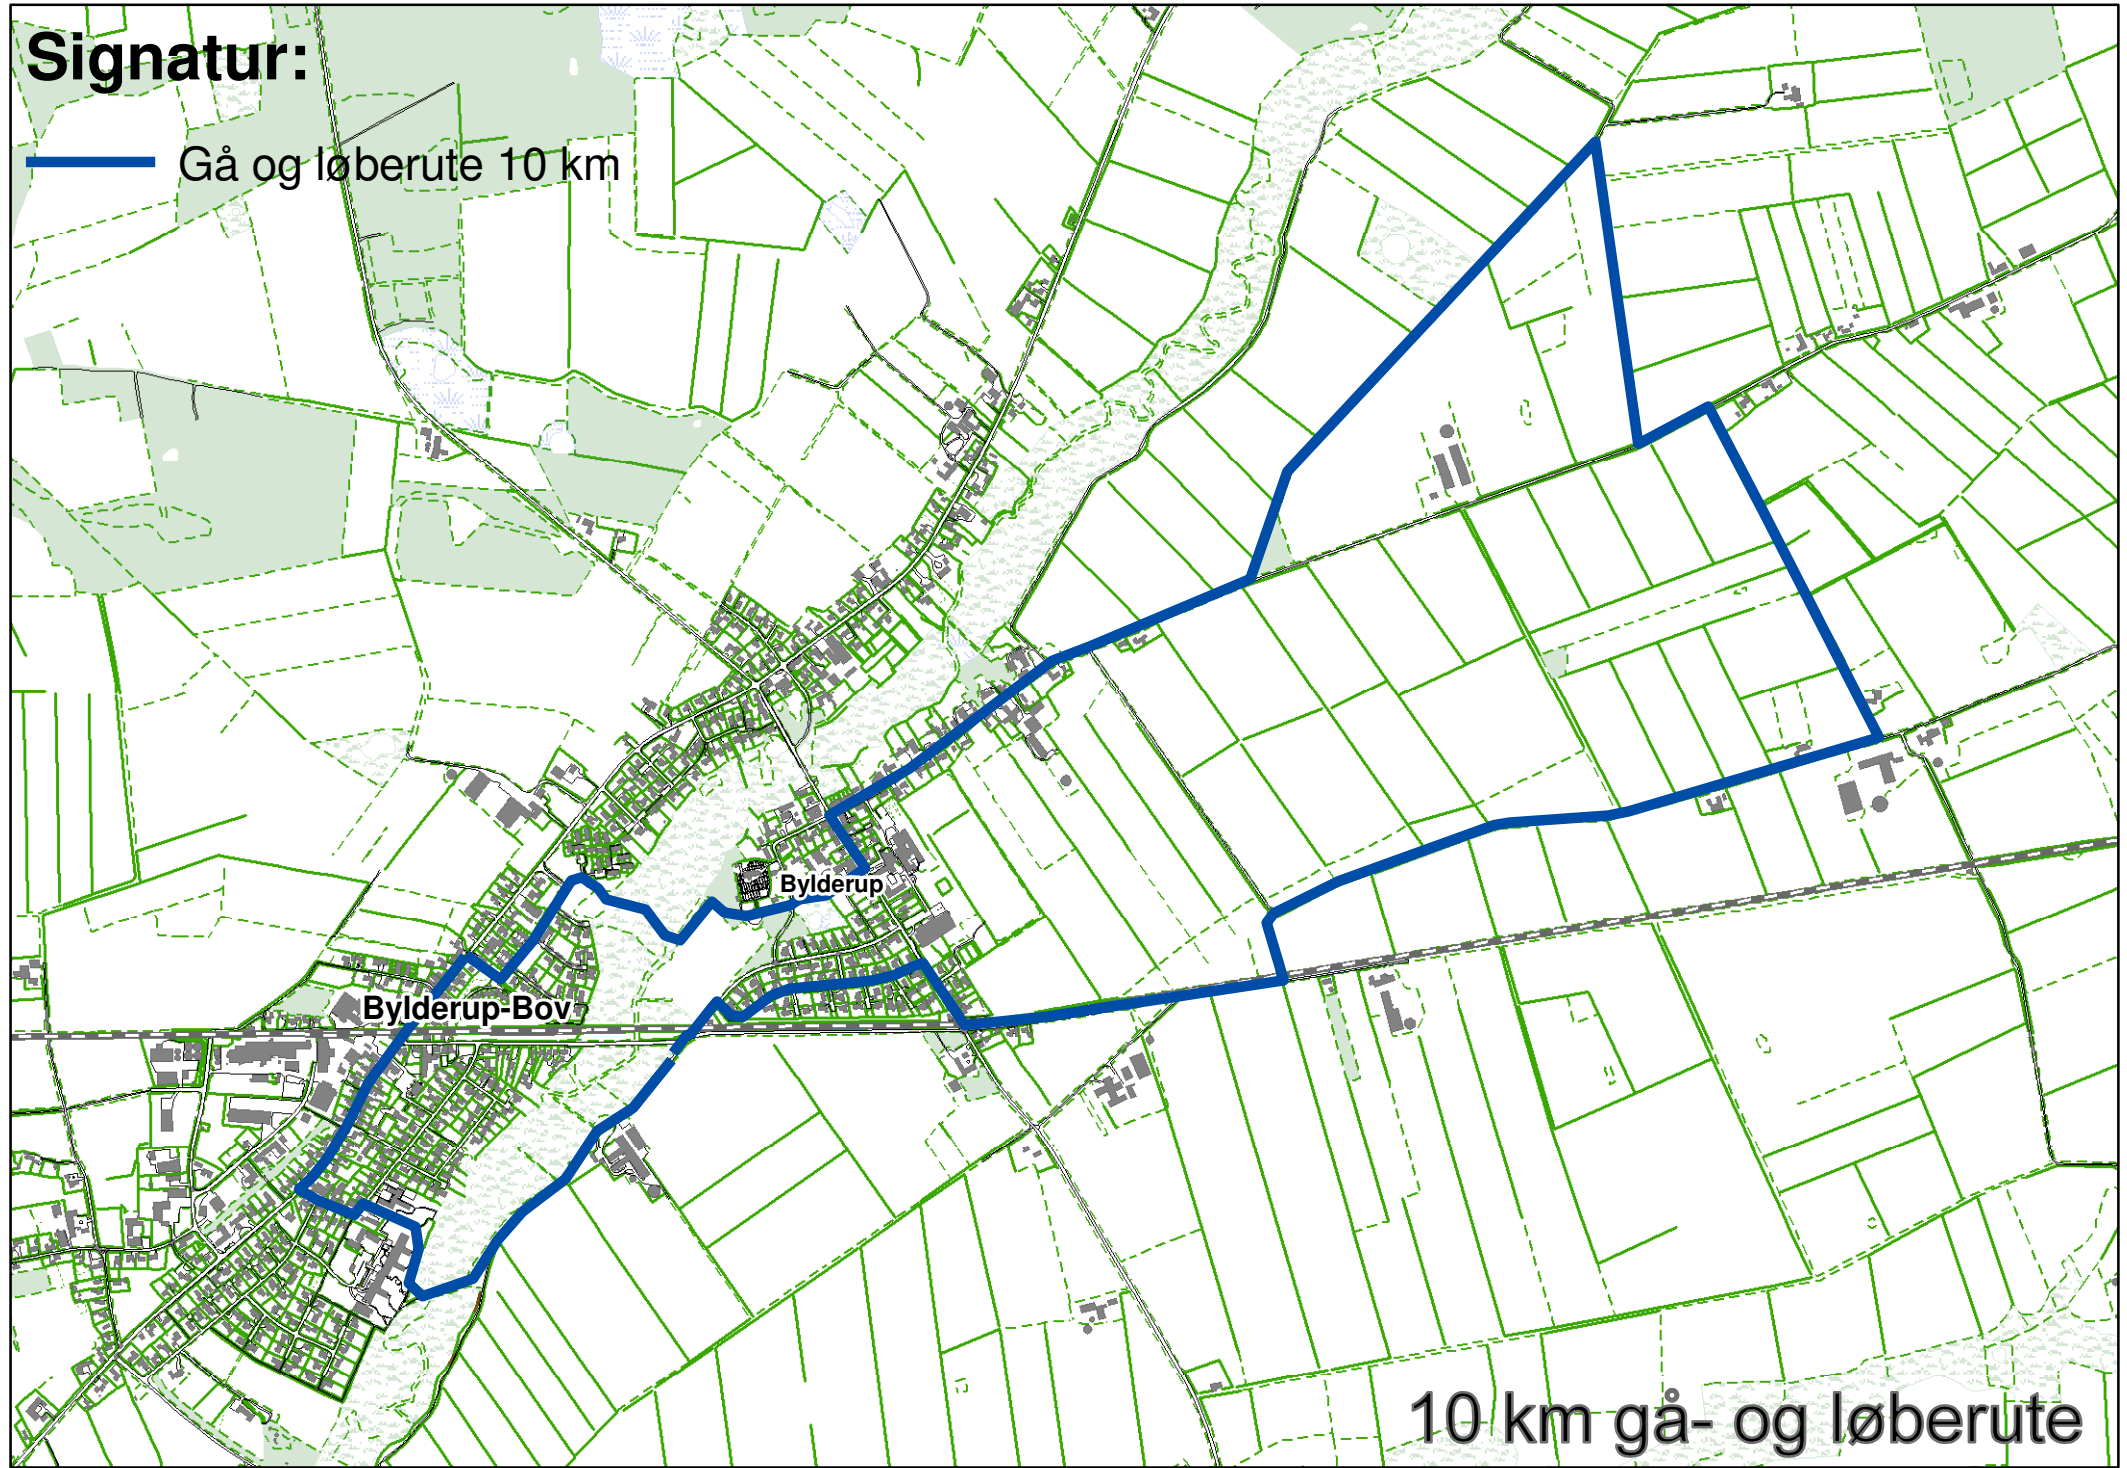 Signatur:
Gå og løberute 10 km
Bylderup
Bylderup-Bov
10 km gå- og løberute